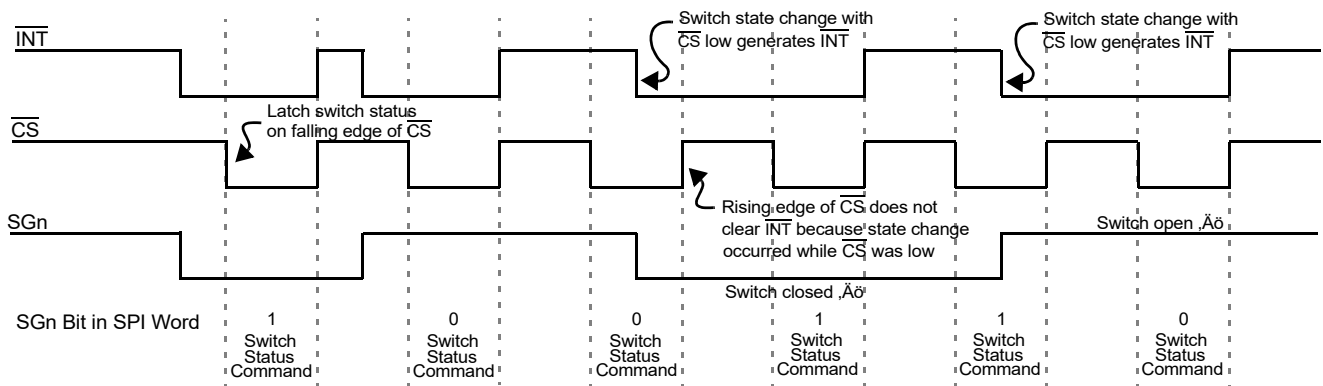 INT
Switch state change with
CS low generates INT
Switch state change with
CS low generates INT
Latch switch status
on falling edge of CS
CS
Rising edge of CS does not
clear INT because state change
occurred while CS was low
SGn
Switch open ‚Äö
Switch closed ‚Äö
SGn Bit in SPI Word
1
Switch
Status
Command
0
Switch
Status
Command
0
Switch
Status
Command
1
Switch
Status
Command
1
Switch
Status
Command
0
Switch
Status
Command